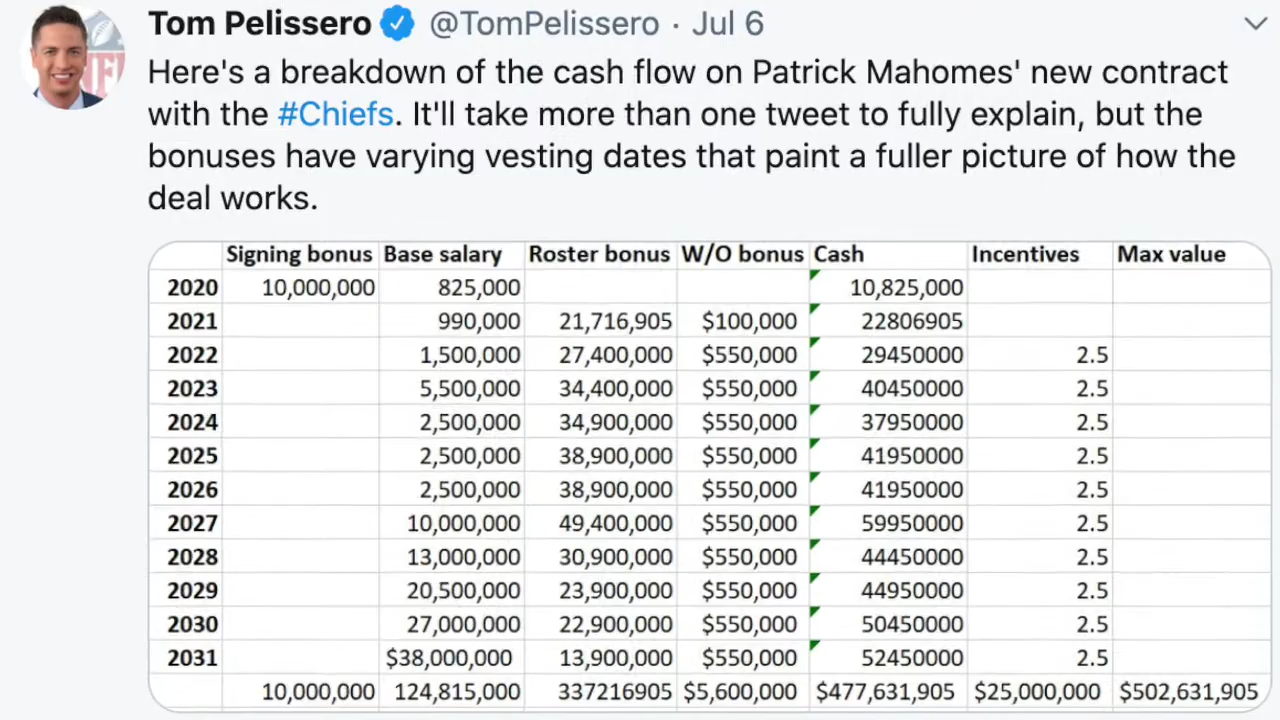 Tom Pelissero @TomPelissero · Jul 6
Here's a breakdown of the cash flow on Patrick Mahomes' new contract
with the #Chiefs. It'll take more than one tweet to fully explain, but the
bonuses have varying vesting dates that paint a fuller picture of how the
deal works.
Signing bonus Base salary Roster bonus W/O bonus Cash Incentives Max value
2020 10,000,000 825,000 10,825,000
2021 990,000 21,716,905 $100,000 22806905
2022 1,500,000 27,400,000 $550,000 29450000 2.5
2023 5,500,000 34,400,000 $550,000 40450000 2.5
2024 2,500,000 34,900,000 $550,000 37950000 2.5
2025 2,500,000 38,900,000 $550,000 41950000 2.5
2026 2,500,000 38,900,000 $550,000 41950000 2.5
2027 10,000,000 49,400,000 $550,000 59950000 2.5
2028 13,000,000 30,900,000 $550,000 44450000 2.5
2029 20,500,000 23,900,000 $550,000 44950000 2.5
2030 27,000,000 22,900,000 $550,000 50450000 2.5
2031 $38,000,000 13,900,000 $550,000 52450000 2.5
10,000,000 124,815,000 337216905 $5,600,000 $477,631,905 $25,000,000 $502,631,905